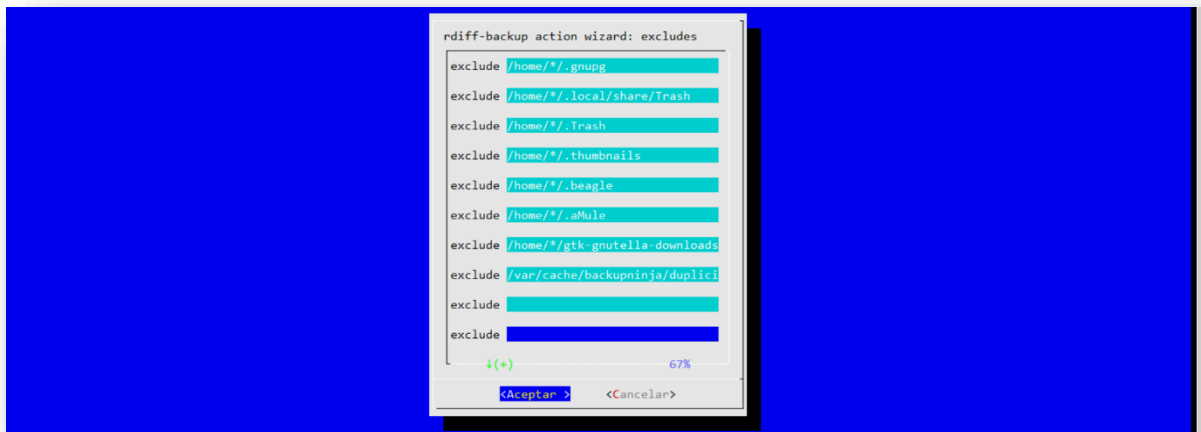 rdiff-backup action wizard: excludes
exclude /home/*/.gnupg
exclude /home/*/.local/share/Trash
exclude /home/*/.Trash
exclude /home/*/.thumbnails
exclude /home/*/.beagle
exclude /home/*/.aMule
exclude /home/*/gtk-gnutella-downloads
exclude /var/cache/backupninja/duplici
exclude
exclude
↓(+) 67%
<Aceptar > <Cancelar>